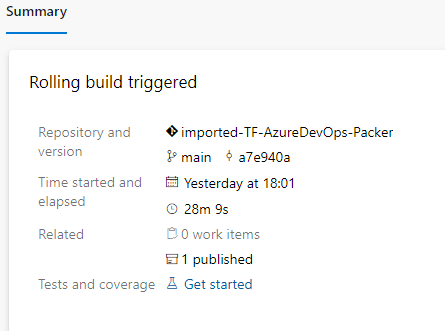 Summary
Rolling build triggered
Repository and version
imported-TF-AzureDevOps-Packer
main a7e940a
Time started and elapsed
Yesterday at 18:01
28m 9s
Related
0 work items
1 published
Tests and coverage
Get started